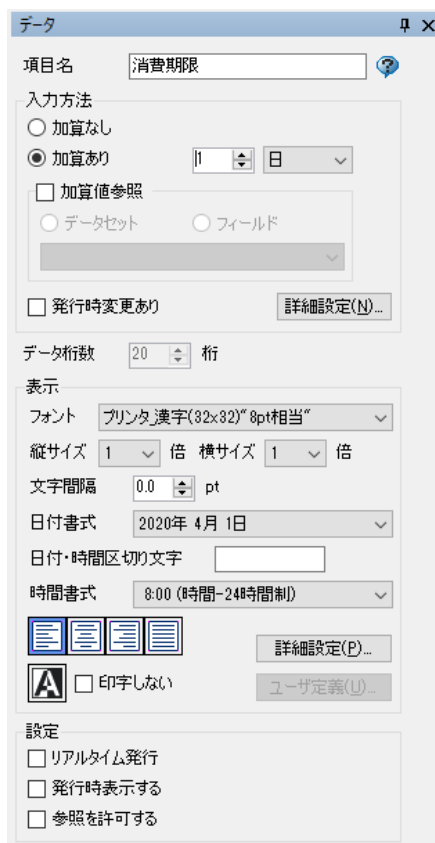 データ
項目名 消費期限
入力方法
加算なし
加算あり 1 日
加算値参照
データセット フィールド
発行時変更あり 詳細設定(N)...
データ桁数 20 桁
表示
フォント プリンタ_漢字(32x32)"8pt相当"
縦サイズ 1 倍 横サイズ 1 倍
文字間隔 0.0 pt
日付書式 2020年 4月 1日
日付・時間区切り文字
時間書式 8:00 (時間-24時間制)
詳細設定(P)...
A 印字しない ユーザ定義(U)...
設定
リアルタイム発行
発行時表示する
参照を許可する